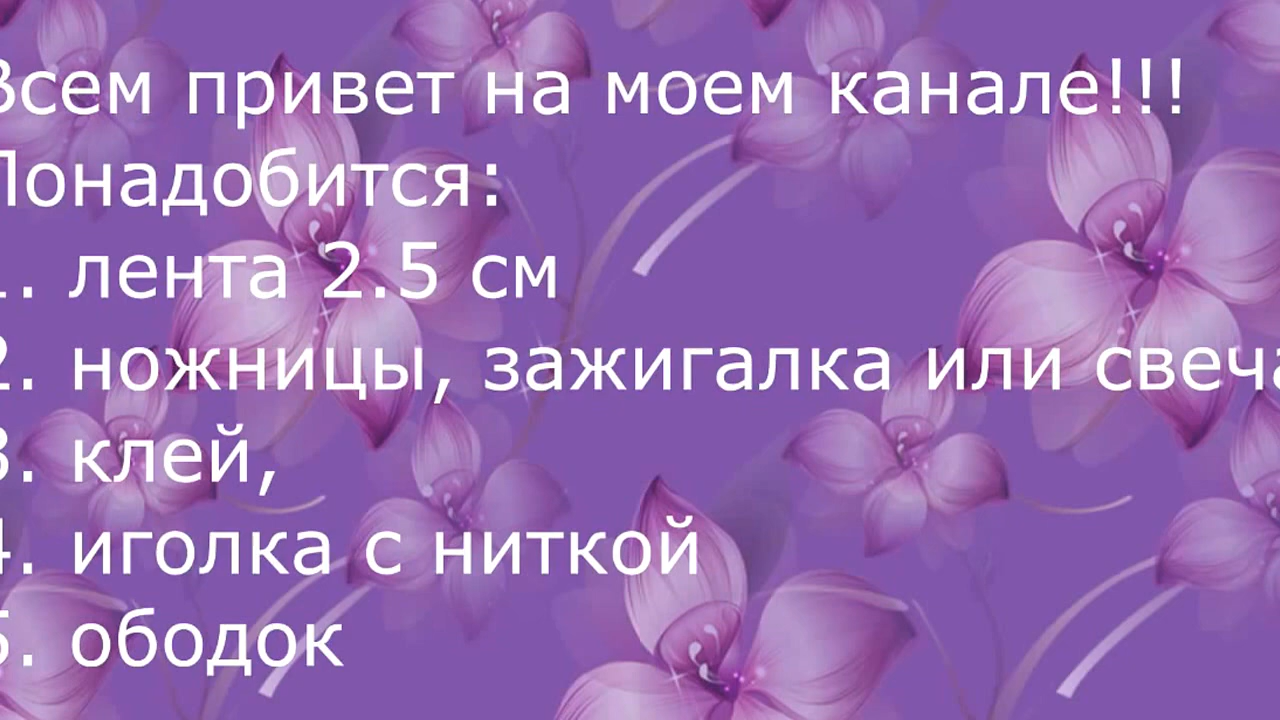 Всем привет на моем канале!!!
Понадобится:
1. лента 2.5 см
2. ножницы, зажигалка или свеча
3. клей,
4. иголка с ниткой
5. ободок